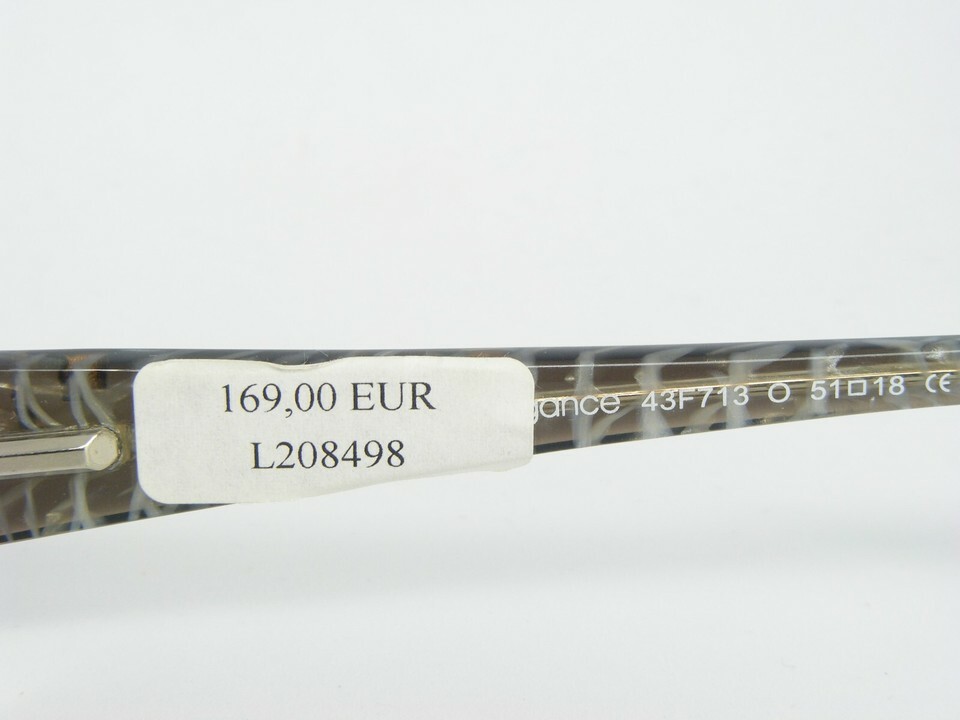 169,00 EUR
L208498
gance 43F713 O 51□18 CE